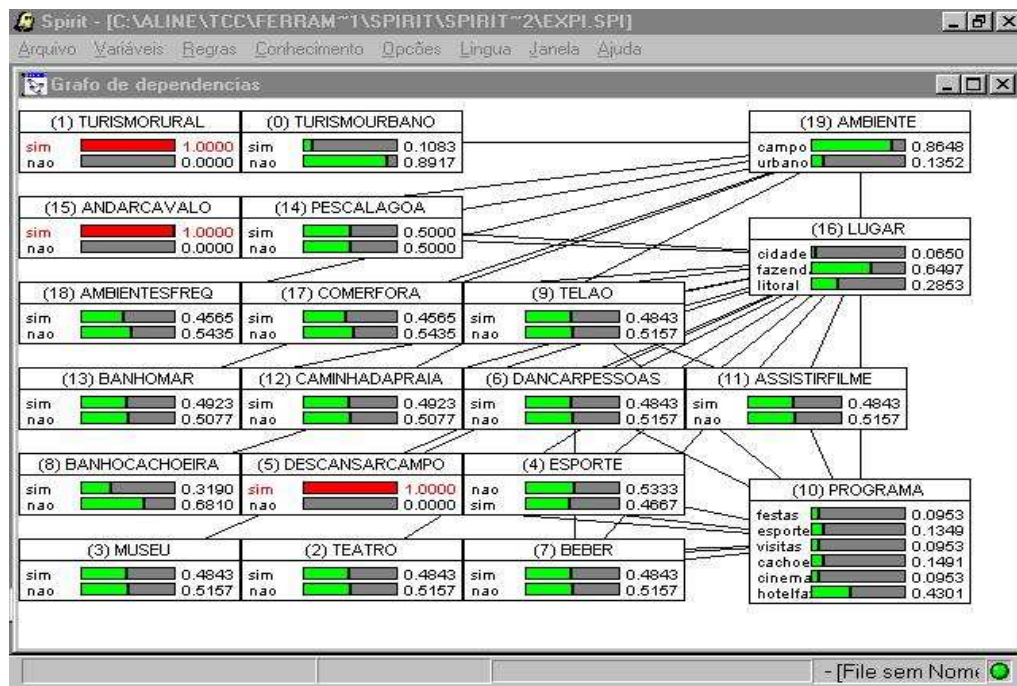 Spirit - [C:\ALINE\TCC\FERRAM~1\SPIRIT\SPIRIT~2\EXPI.SPI]
Arquivo Variáveis Regras Conhecimento Opcões Lingua Janela Ajuda
Grafo de dependencias
(1) TURISMORURAL
sim 1.0000
nao 0.0000
(0) TURISMOURBANO
sim 0.1083
nao 0.8917
(19) AMBIENTE
campo 0.8648
urbano 0.1352
(15) ANDARCAVALO
sim 1.0000
nao 0.0000
(14) PESCALAGOA
sim 0.5000
nao 0.5000
(16) LUGAR
cidade 0.0650
fazend 0.6497
litoral 0.2853
(18) AMBIENTESFREQ
sim 0.4565
nao 0.5435
(17) COMERFORA
sim 0.4565
nao 0.5435
(9) TELAO
sim 0.4843
nao 0.5157
(13) BANHOMAR
sim 0.4923
nao 0.5077
(12) CAMINHADAPRAIA
sim 0.4923
nao 0.5077
(6) DANCARPESSOAS
sim 0.4843
nao 0.5157
(11) ASSISTIRFILME
sim 0.4843
nao 0.5157
(8) BANHOCACHOEIRA
sim 0.3190
nao 0.6810
(5) DESCANSARCAMPO
sim 1.0000
nao 0.0000
(4) ESPORTE
nao 0.5333
sim 0.4667
(10) PROGRAMA
festas 0.0953
esporte 0.1349
visitas 0.0953
cachoe 0.1491
cinema 0.0953
hotelfa 0.4301
(3) MUSEU
sim 0.4843
nao 0.5157
(2) TEATRO
sim 0.4843
nao 0.5157
(7) BEBER
sim 0.4843
nao 0.5157
- [File sem Nome